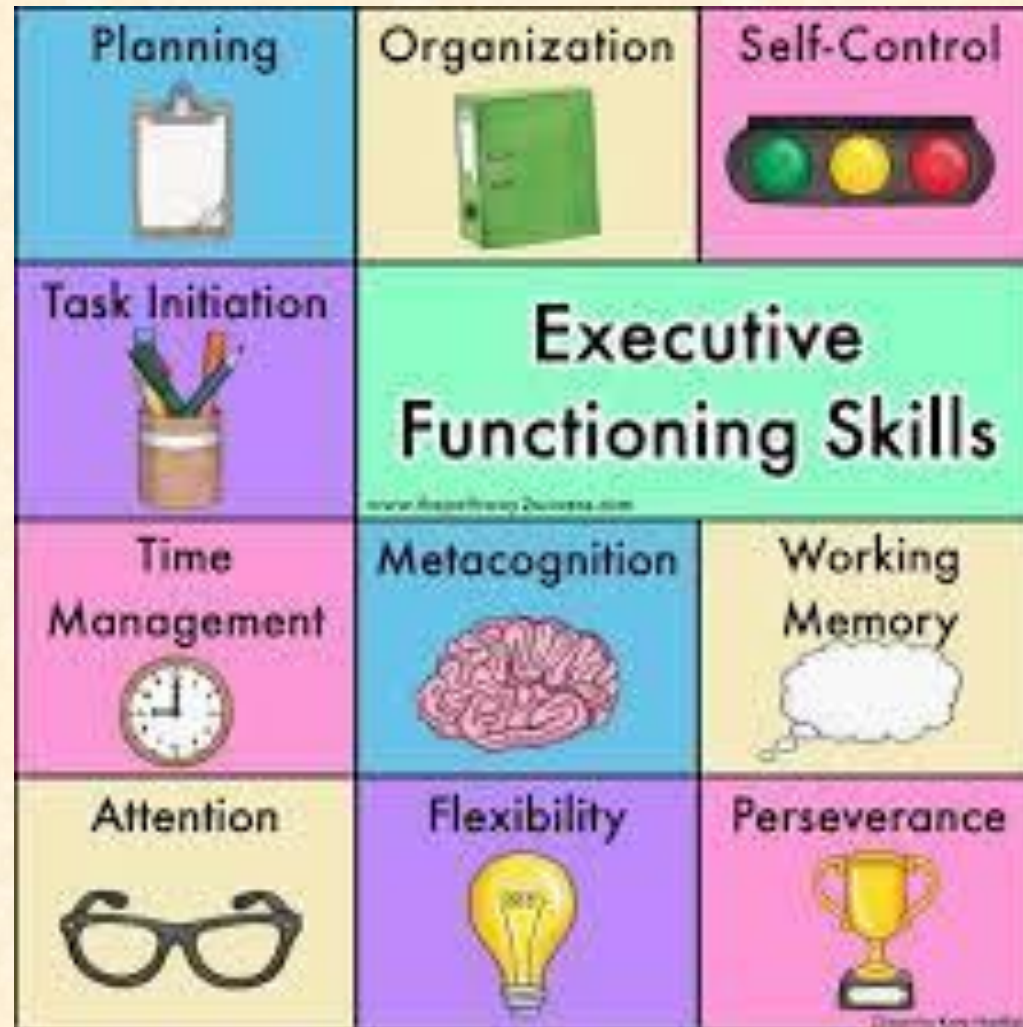 Planning
Organization
Self-Control
Task Initiation
Executive
Functioning Skills
Time
Management
Metacognition
Working
Memory
Attention
Flexibility
Perseverance